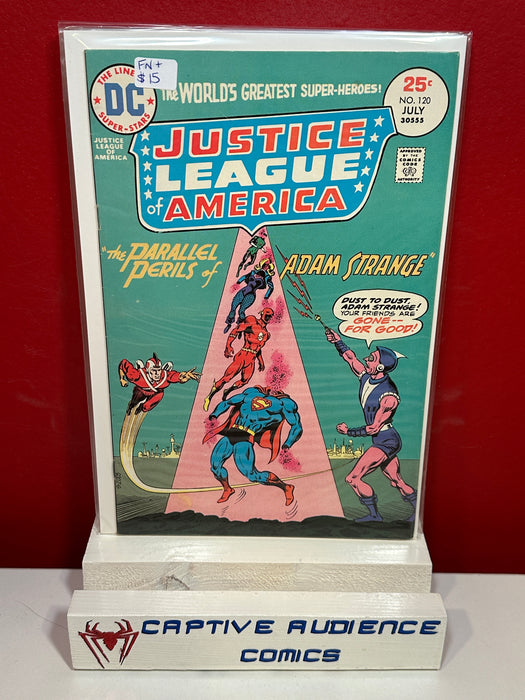 FN+
$15
THE LINE OF
DC
SUPER-STARS
JUSTICE
LEAGUE OF
AMERICA
The WORLD'S GREATEST SUPER-HEROES!
25¢
NO. 120
JULY
30555
APPROVED
BY THE
COMICS
CODE
AUTHORITY
JUSTICE
LEAGUE
of AMERICA
"The PARALLEL
PERILS of
ADAM STRANGE"
DUST TO DUST,
ADAM STRANGE!
YOUR FRIENDS ARE
GONE--
FOR GOOD!
CAPTIVE AUDIENCE
COMICS